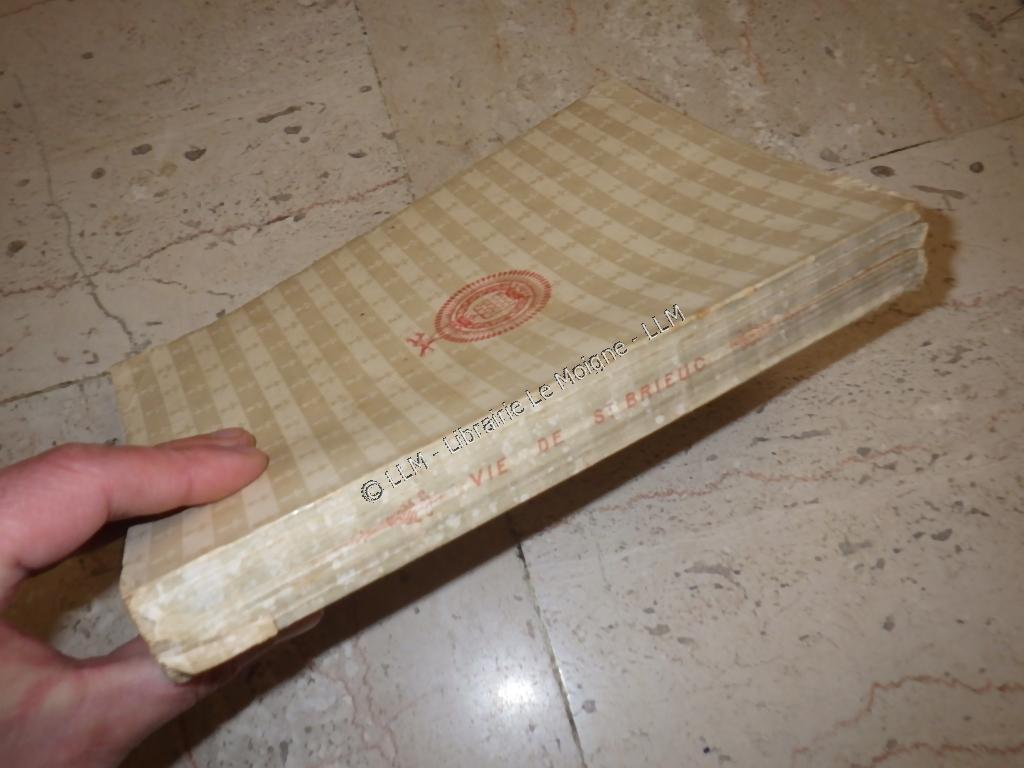 © LLM - Librairie Le Moigne - LLM
VIE DE ST BRIEUC